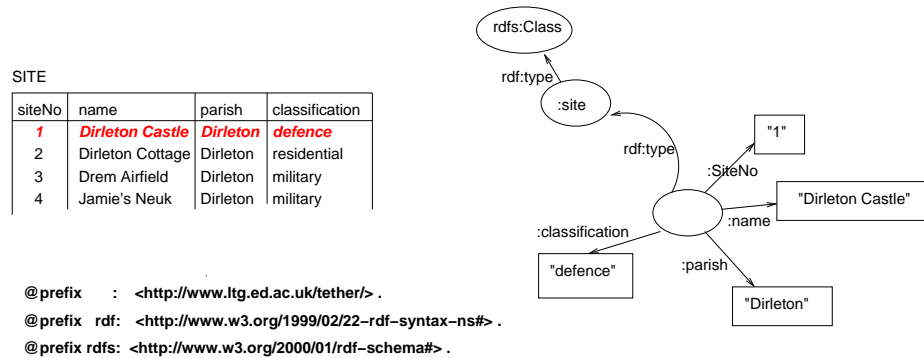 SITE
siteNo name parish classification
1 Dirleton Castle Dirleton defence
2 Dirleton Cottage Dirleton residential
3 Drem Airfield Dirleton military
4 Jamie's Neuk Dirleton military
rdfs:Class
rdf:type
:site
rdf:type
"1"
:SiteNo
"Dirleton Castle"
:name
:classification
"defence"
:parish
"Dirleton"
@prefix : <http://www.ltg.ed.ac.uk/tether/> .
@prefix rdf: <http://www.w3.org/1999/02/22−rdf−syntax−ns#> .
@prefix rdfs: <http://www.w3.org/2000/01/rdf−schema#> .